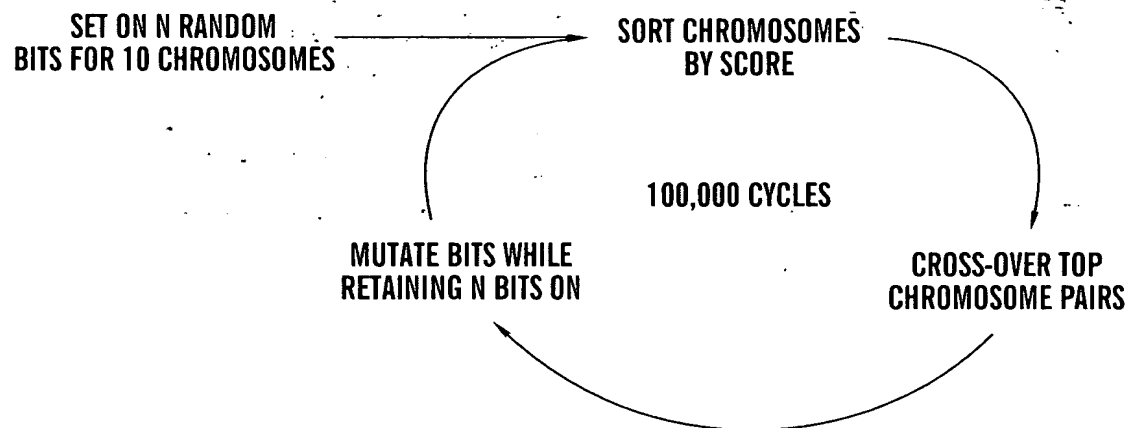 SET ON N RANDOM
BITS FOR 10 CHROMOSOMES
SORT CHROMOSOMES
BY SCORE
100,000 CYCLES
MUTATE BITS WHILE
RETAINING N BITS ON
CROSS-OVER TOP
CHROMOSOME PAIRS